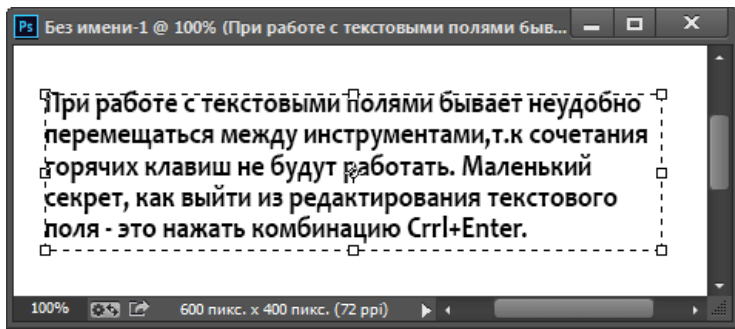 Ps Без имени-1 @ 100% (При работе с текстовыми полями быв...
При работе с текстовыми полями бывает неудобно
перемещаться между инструментами,т.к сочетания
горячих клавиш не будут работать. Маленький
секрет, как выйти из редактирования текстового
поля - это нажать комбинацию Crrl+Enter.
100% 600 пикс. x 400 пикс. (72 ppi)